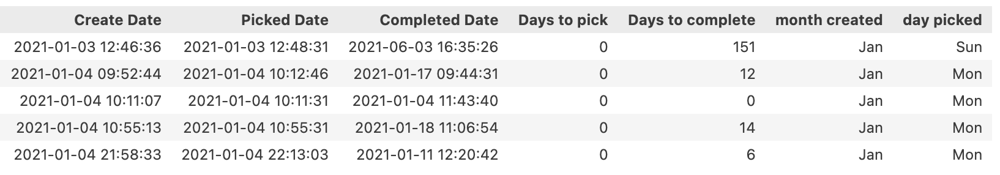 Create Date Picked Date Completed Date Days to pick Days to complete month created day picked
2021-01-03 12:46:36 2021-01-03 12:48:31 2021-06-03 16:35:26 0 151 Jan Sun
2021-01-04 09:52:44 2021-01-04 10:12:46 2021-01-17 09:44:31 0 12 Jan Mon
2021-01-04 10:11:07 2021-01-04 10:11:31 2021-01-04 11:43:40 0 0 Jan Mon
2021-01-04 10:55:13 2021-01-04 10:55:31 2021-01-18 11:06:54 0 14 Jan Mon
2021-01-04 21:58:33 2021-01-04 22:13:03 2021-01-11 12:20:42 0 6 Jan Mon